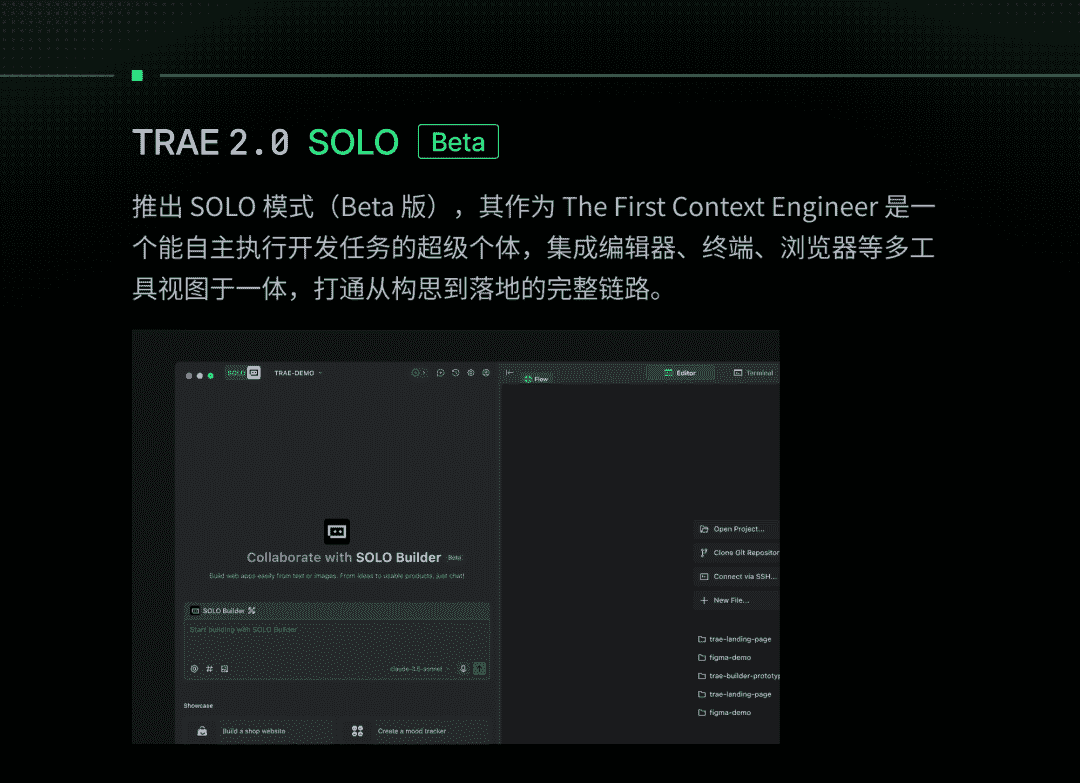 TRAE 2.0 SOLO Beta
推出 SOLO 模式（Beta 版），其作为 The First Context Engineer 是一
个能自主执行开发任务的超级个体，集成编辑器、终端、浏览器等多工
具视图于一体，打通从构思到落地的完整链路。
SOLO TRAE-DEMO
Flow Editor Terminal
Collaborate with SOLO Builder Beta
Build web apps easily from text or images. From ideas to usable products, just chat!
SOLO Builder
Start building with SOLO Builder
claude-3.5-sonnet
Showcase
Build a shop website
Create a mood tracker
Open Project...
Clone Git Repositor
Connect via SSH...
New File...
trae-landing-page
figma-demo
trae-builder-prototyp
trae-landing-page
figma-demo